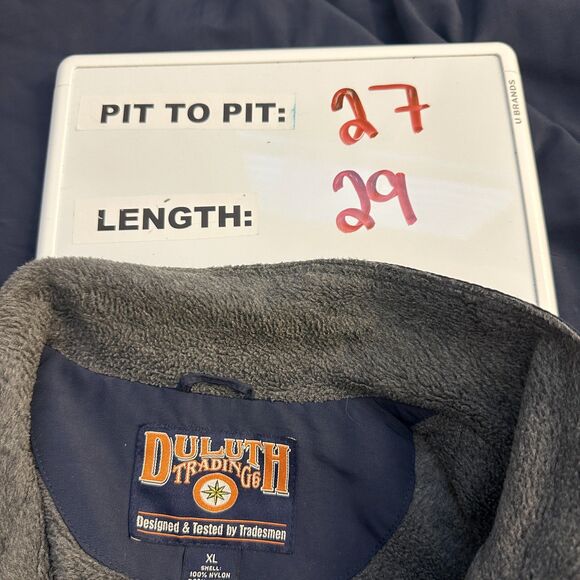 PIT TO PIT: 27
U BRANDS
LENGTH: 29
DULUTH
TRADING CO
Designed & Tested by Tradesmen
XL
SHELL:
100% NYLON